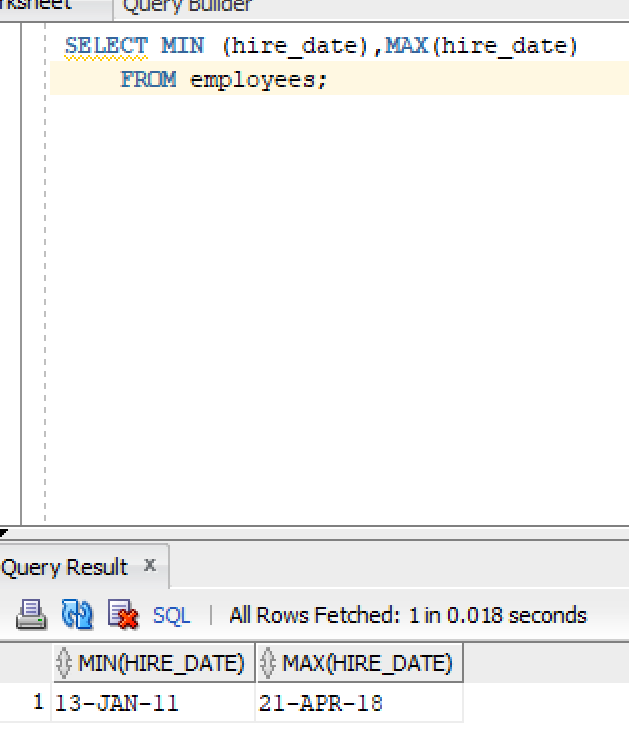 rksheet Query Builder
SELECT MIN (hire_date),MAX(hire_date)
FROM employees;
Query Result x
SQL | All Rows Fetched: 1 in 0.018 seconds
MIN(HIRE_DATE) MAX(HIRE_DATE)
1 13-JAN-11 21-APR-18